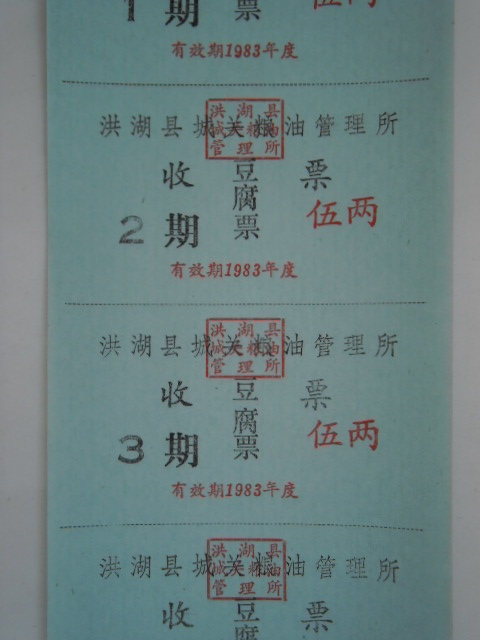 1 期 票 伍两
有效期1983年度
洪湖县城关粮油管理所
洪湖县
城关粮油
管理所
收 豆腐票 票
2 期 伍两
有效期1983年度
洪湖县城关粮油管理所
洪湖县
城关粮油
管理所
收 豆腐票 票
3 期 伍两
有效期1983年度
洪湖县城关粮油管理所
洪湖县
城关粮油
管理所
收 豆腐 票